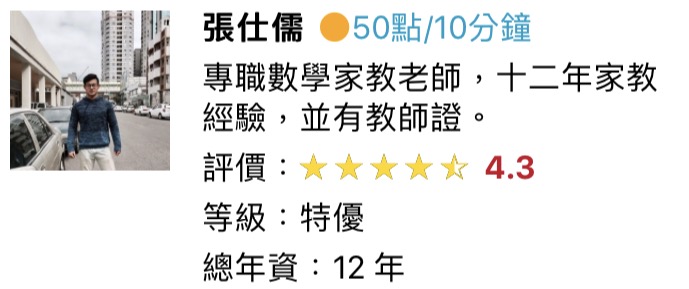 張仕儒 50點/10分鐘
專職數學家教老師，十二年家教
經驗，並有教師證。
評價：4.3
等級：特優
總年資：12 年